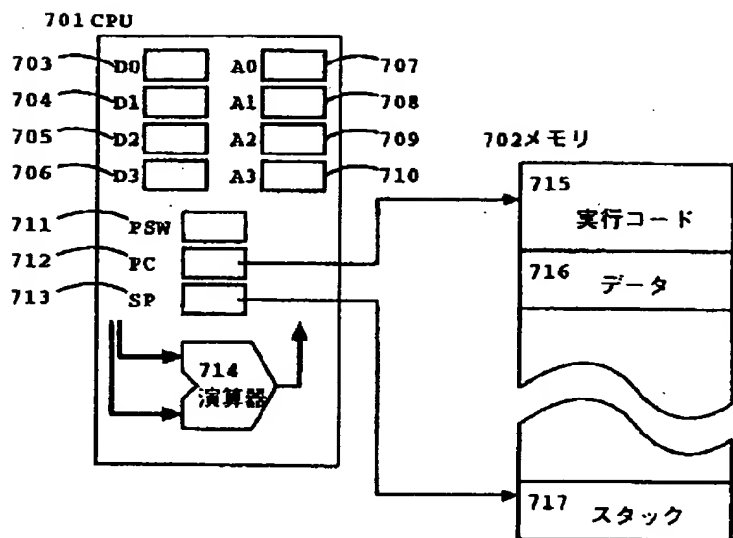 701 CPU
703 D0 A0 707
704 D1 A1 708
705 D2 A2 709
706 D3 A3 710
711 PSW
712 PC
713 SP
714
演算器
702メモリ
715
実行コード
716
データ
717
スタック